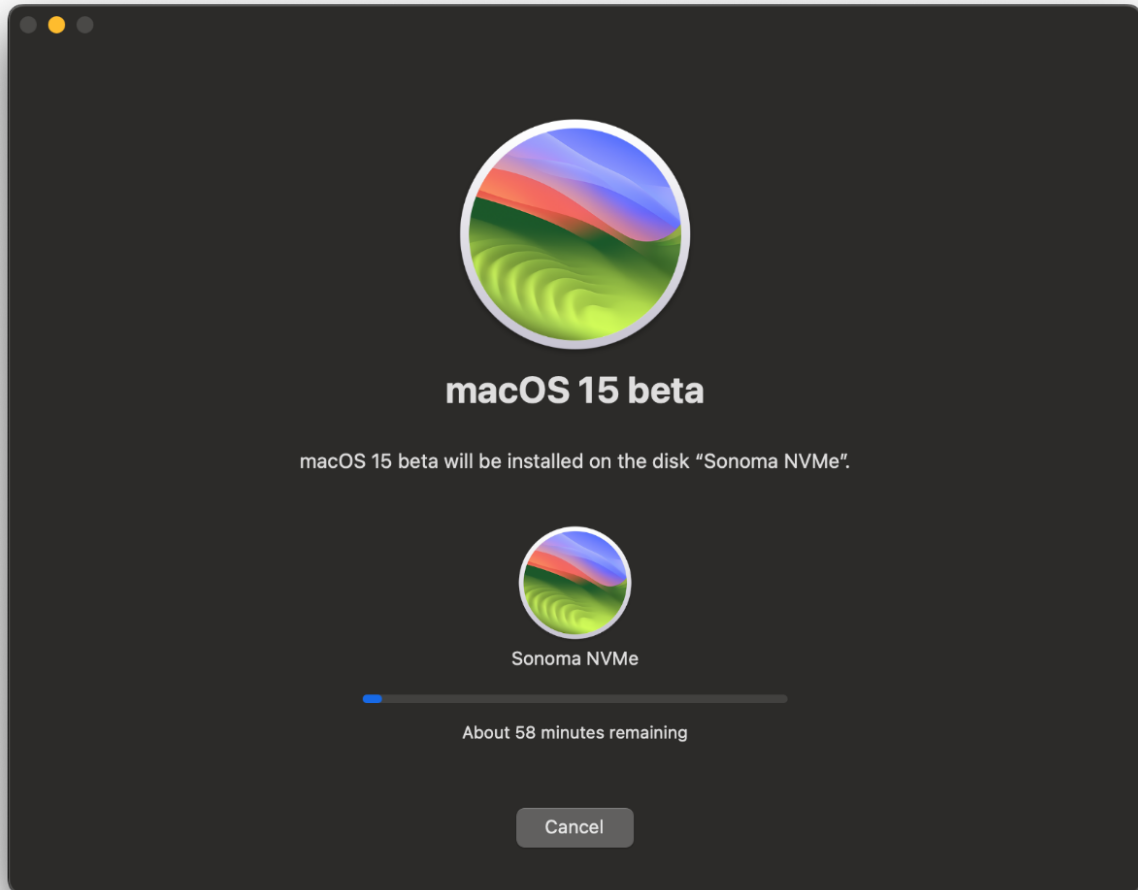 macOS 15 beta
macOS 15 beta will be installed on the disk “Sonoma NVMe”.
Sonoma NVMe
About 58 minutes remaining
Cancel